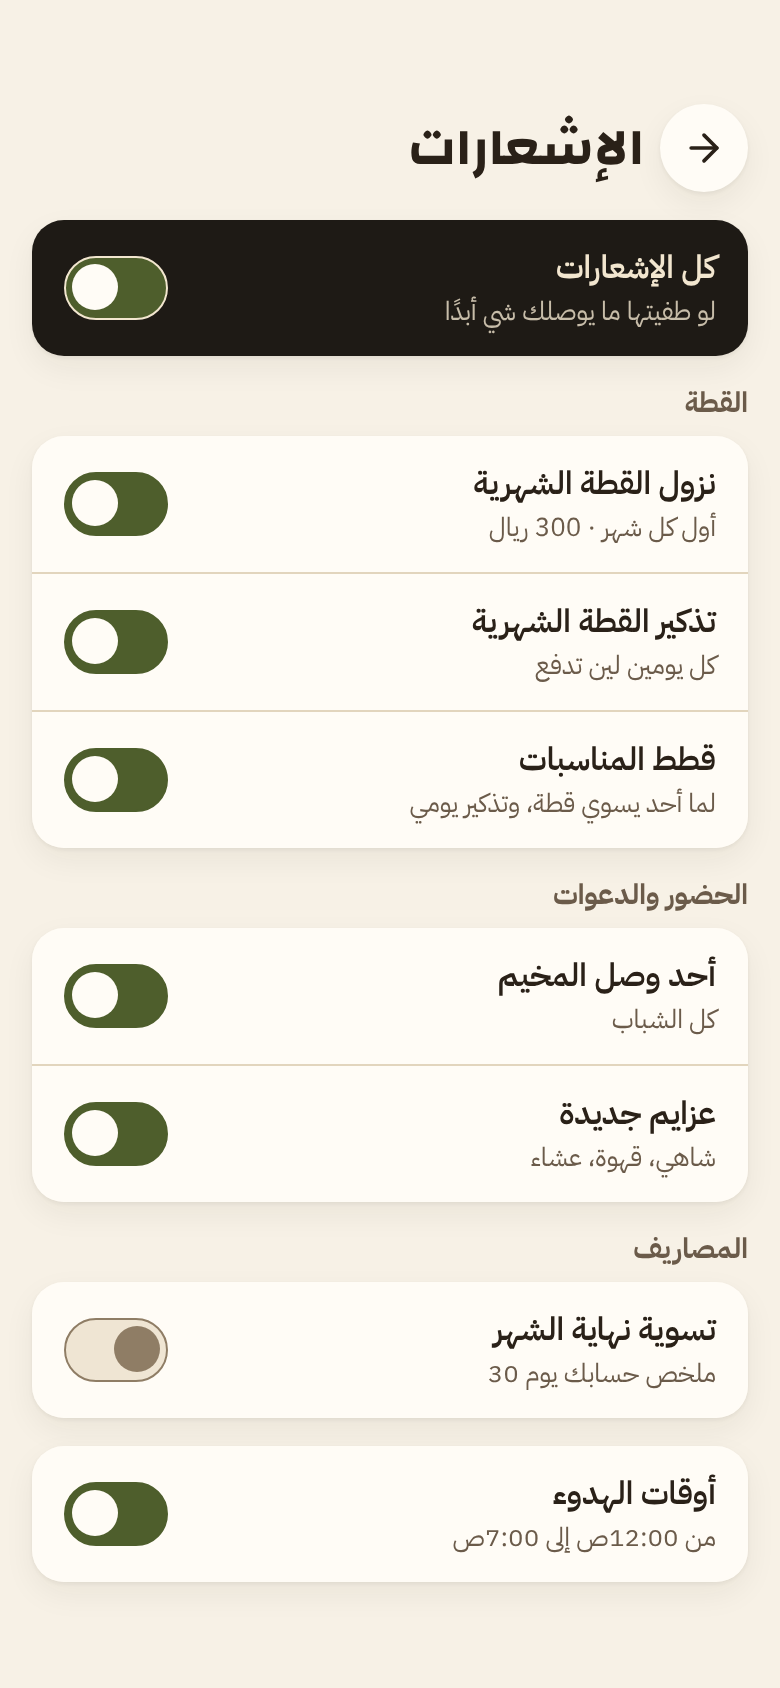 الإشعارات
كل الإشعارات
لو طفيتها ما يوصلك شي أبدًا
القطة
نزول القطة الشهرية
أول كل شهر · 300 ريال
تذكير القطة الشهرية
كل يومين لين تدفع
قطط المناسبات
لما أحد يسوي قطة، وتذكير يومي
الحضور والدعوات
أحد وصل المخيم
كل الشباب
عزايم جديدة
شاهي، قهوة، عشاء
المصاريف
تسوية نهاية الشهر
ملخص حسابك يوم 30
أوقات الهدوء
من 12:00ص إلى 7:00ص